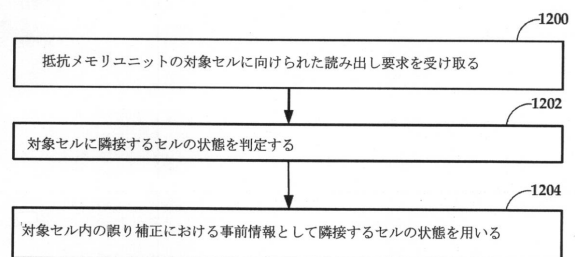 1200
抵抗メモリユニットの対象セルに向けられた読み出し要求を受け取る
1202
対象セルに隣接するセルの状態を判定する
1204
対象セル内の誤り補正における事前情報として隣接するセルの状態を用いる